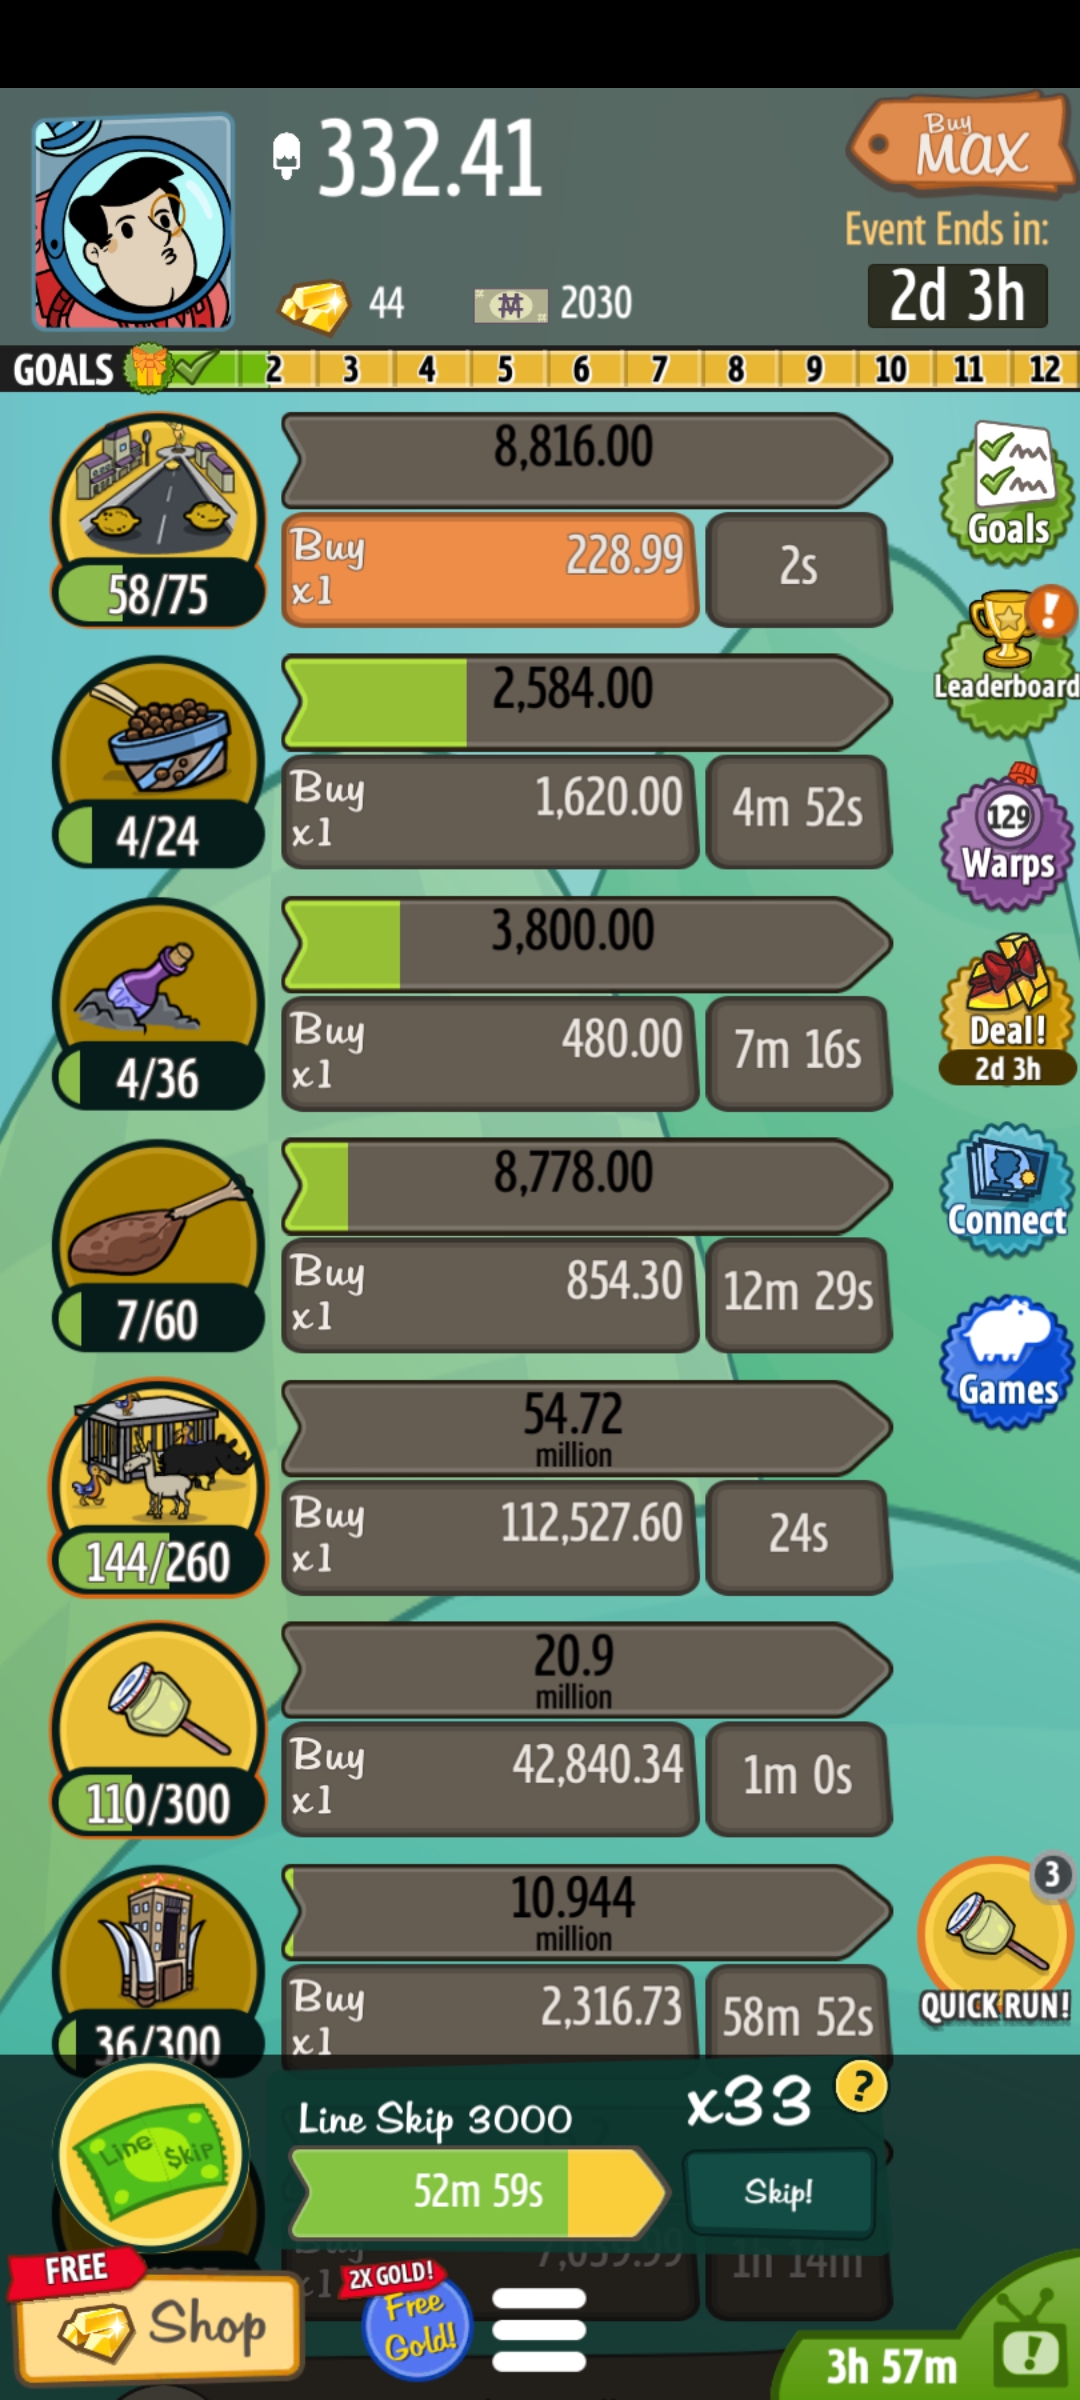 332.41
Buy
MAX
Event Ends in:
44
2030
2d 3h
GOALS 2 3 4 5 6 7 8 9 10 11 12
8,816.00
Buy
x1
228.99
2s
58/75
Goals
2,584.00
Buy
x1
1,620.00
4m 52s
4/24
!
Leaderboard
129
Warps
3,800.00
Buy
x1
480.00
7m 16s
4/36
Deal!
2d 3h
8,778.00
Buy
x1
854.30
12m 29s
7/60
Connect
Games
54.72
million
Buy
x1
112,527.60
24s
144/260
20.9
million
Buy
x1
42,840.34
1m 0s
110/300
10.944
million
Buy
x1
2,316.73
58m 52s
36/300
3
QUICK RUN!
Line Skip
Line Skip 3000
x33
?
52m 59s
Skip!
Buy
x1
7,039.99
1h 14m
FREE
Shop
2X GOLD!
Free
Gold!
3h 57m
!